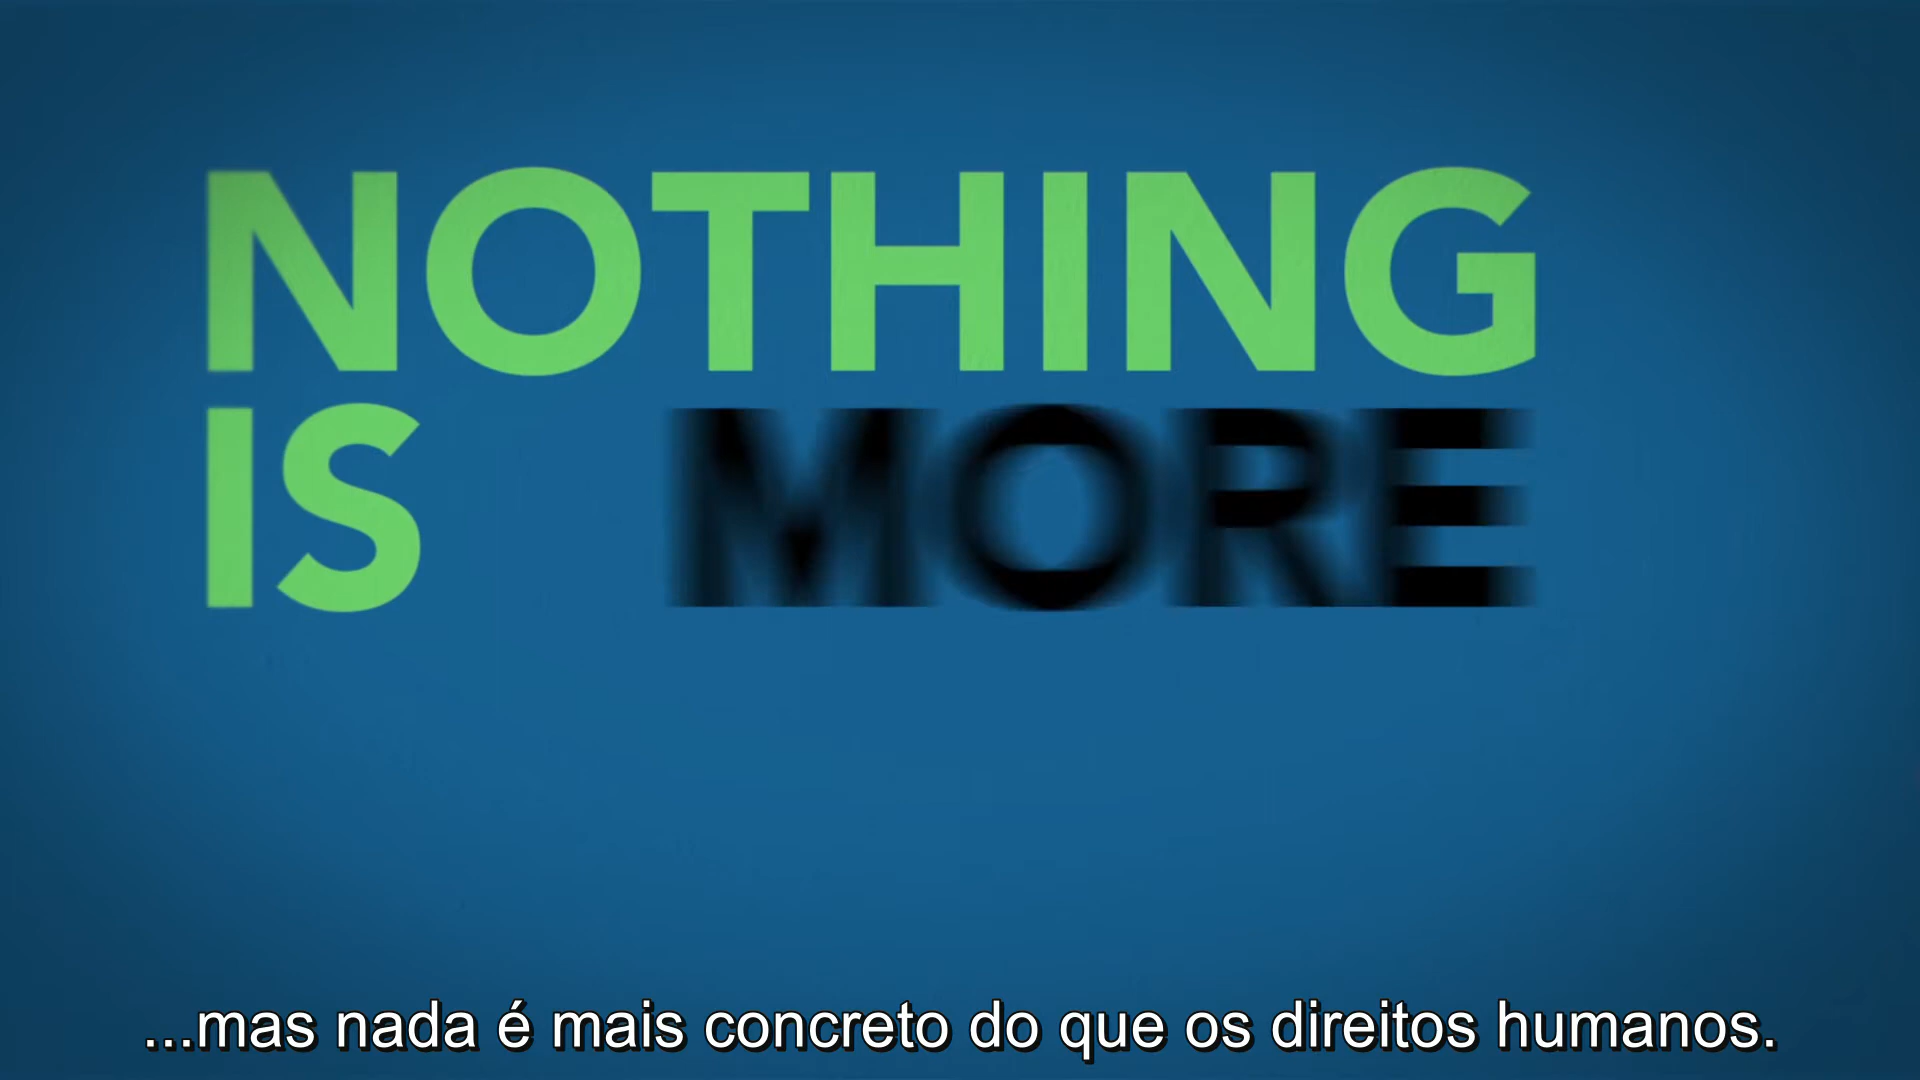 NOTHING
IS MORE
...mas nada é mais concreto do que os direitos humanos.